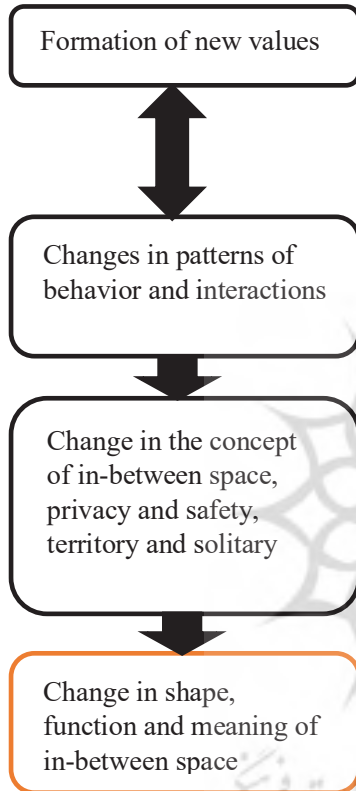 Formation of new values
Changes in patterns of
behavior and interactions
Change in the concept
of in-between space,
privacy and safety,
territory and solitary
Change in shape,
function and meaning of
in-between space